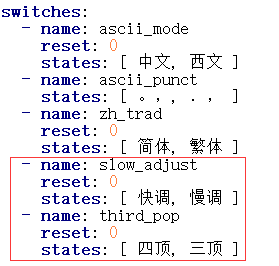 switches:
  - name: ascii_mode
    reset: 0
    states: [ 中文, 西文 ]
  - name: ascii_punct
    reset: 0
    states: [ 。，, ．， ]
  - name: zh_trad
    reset: 0
    states: [ 简体, 繁体 ]
  - name: slow_adjust
    reset: 0
    states: [ 快调, 慢调 ]
  - name: third_pop
    reset: 0
    states: [ 四顶, 三顶 ]